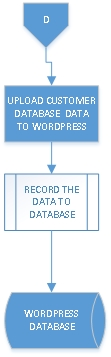 D
UPLOAD CUSTOMER
DATABASE DATA
TO WORDPRESS
RECORD THE
DATA TO
DATABASE
WORDPRESS
DATABASE